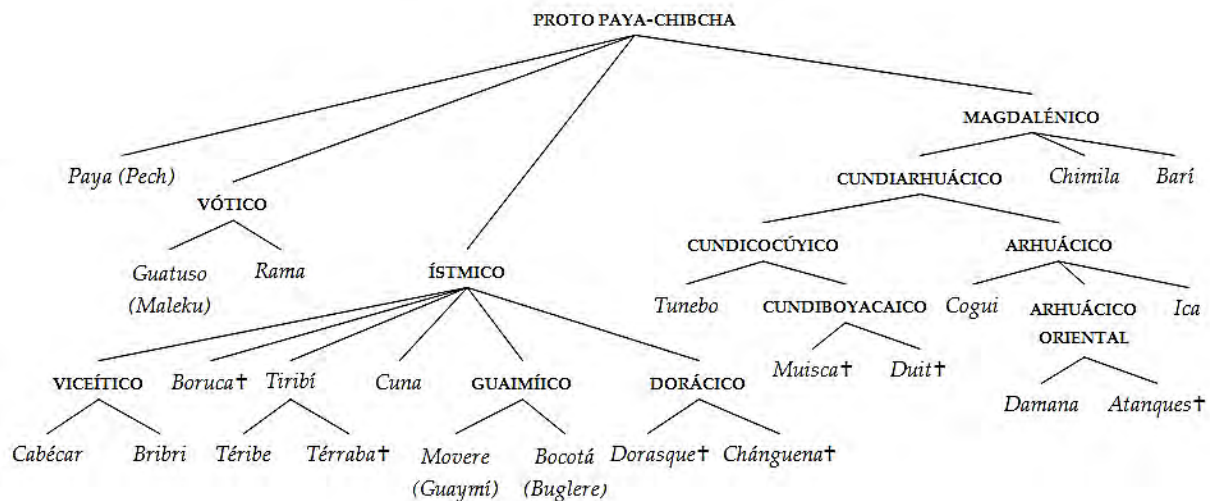 PROTO PAYA-CHIBCHA
MAGDALÉNICO
Paya (Pech)
CUNDIARHUÁCICO
Chimila
Barí
VÓTICO
CUNDICOCÚYICO
ARHUÁCICO
Guatuso
(Maleku)
Rama
ÍSTMICO
Tunebo
CUNDIBOYACAICO
Cogui
ARHUÁCICO
ORIENTAL
Ica
VICEÍTICO
Boruca†
Tiribí
Cuna
GUAIMÍICO
DORÁCICO
Muisca†
Duit†
Damana
Atanques†
Cabécar
Bribri
Téribe
Térraba†
Movere
(Guaymí)
Bocotá
(Buglere)
Dorasque†
Chánguena†